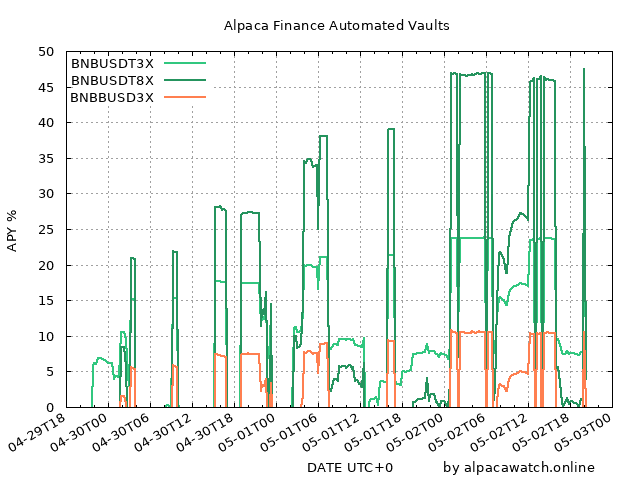 Alpaca Finance Automated Vaults
BNBUSDT3X
BNBUSDT8X
BNBBUSD3X
APY %
50
45
40
35
30
25
20
15
10
5
0
04-29T18
04-30T00
04-30T06
04-30T12
04-30T18
05-01T00
05-01T06
05-01T12
05-01T18
05-02T00
05-02T06
05-02T12
05-02T18
05-03T00
DATE UTC+0
by alpacawatch.online